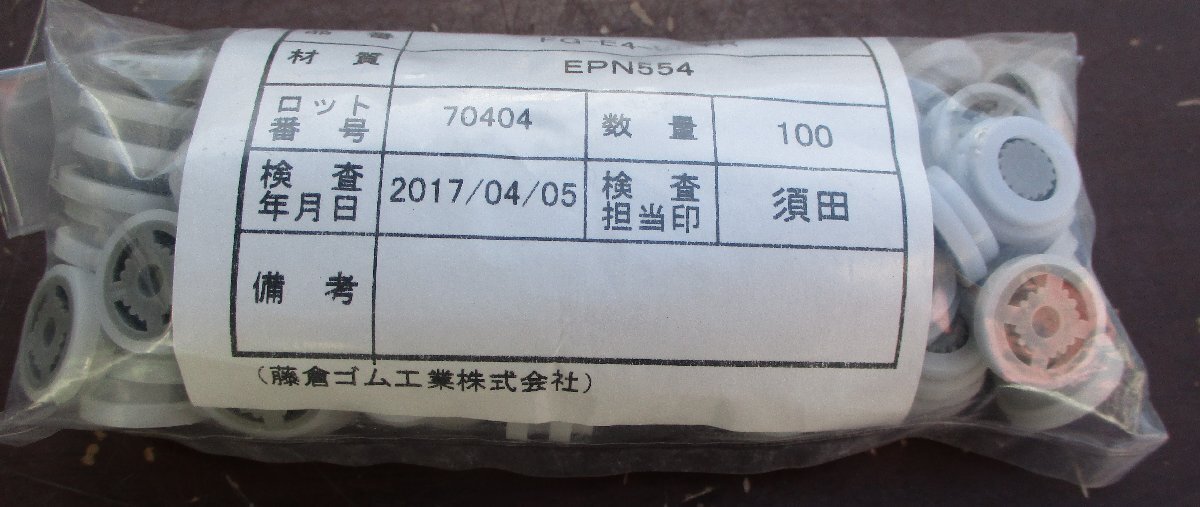 材質 EPN554
ロット番号 70404 数量 100
検査年月日 2017/04/05 検査担当印 須田
備考
(藤倉ゴム工業株式会社)